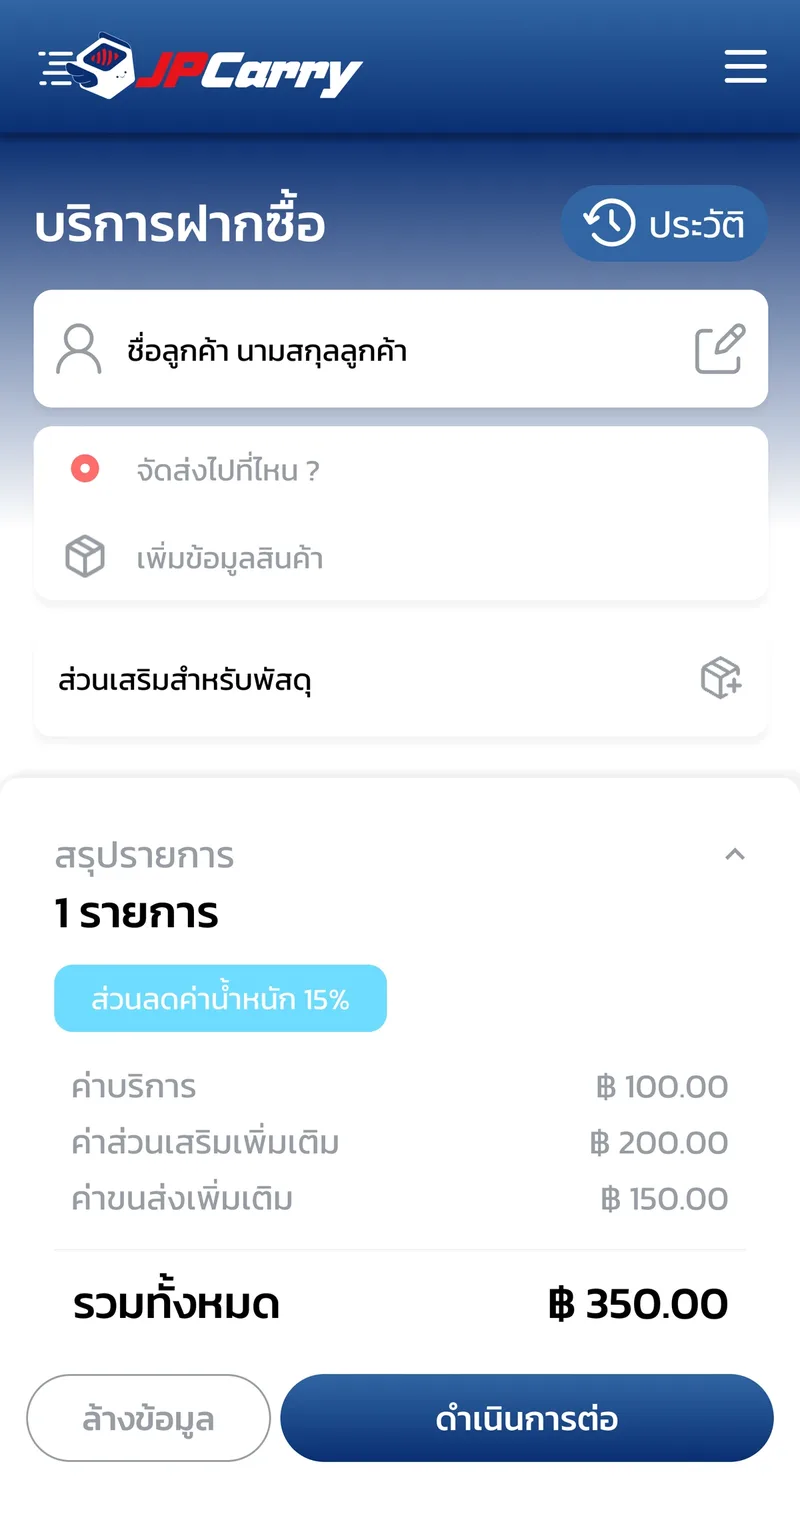 JPCarry
บริการฝากซื้อ
ประวัติ
ชื่อลูกค้า นามสกุลลูกค้า
จัดส่งไปที่ไหน ?
เพิ่มข้อมูลสินค้า
ส่วนเสริมสำหรับพัสดุ
สรุปรายการ
1 รายการ
ส่วนลดค่าน้ำหนัก 15%
ค่าบริการ ฿ 100.00
ค่าส่วนเสริมเพิ่มเติม ฿ 200.00
ค่าขนส่งเพิ่มเติม ฿ 150.00
รวมทั้งหมด ฿ 350.00
ล้างข้อมูล ดำเนินการต่อ